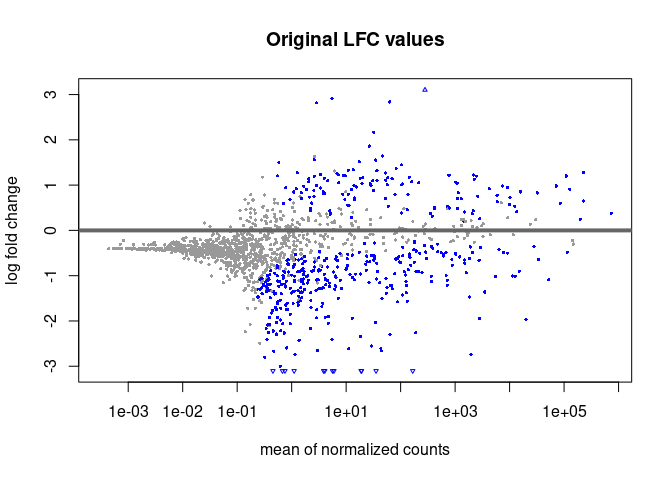 Original LFC values
3
2
1
0
1
-2
-3
log fold change
1e-03 1e-02 1e-01 1e+01 1e+03 1e+05
mean of normalized counts